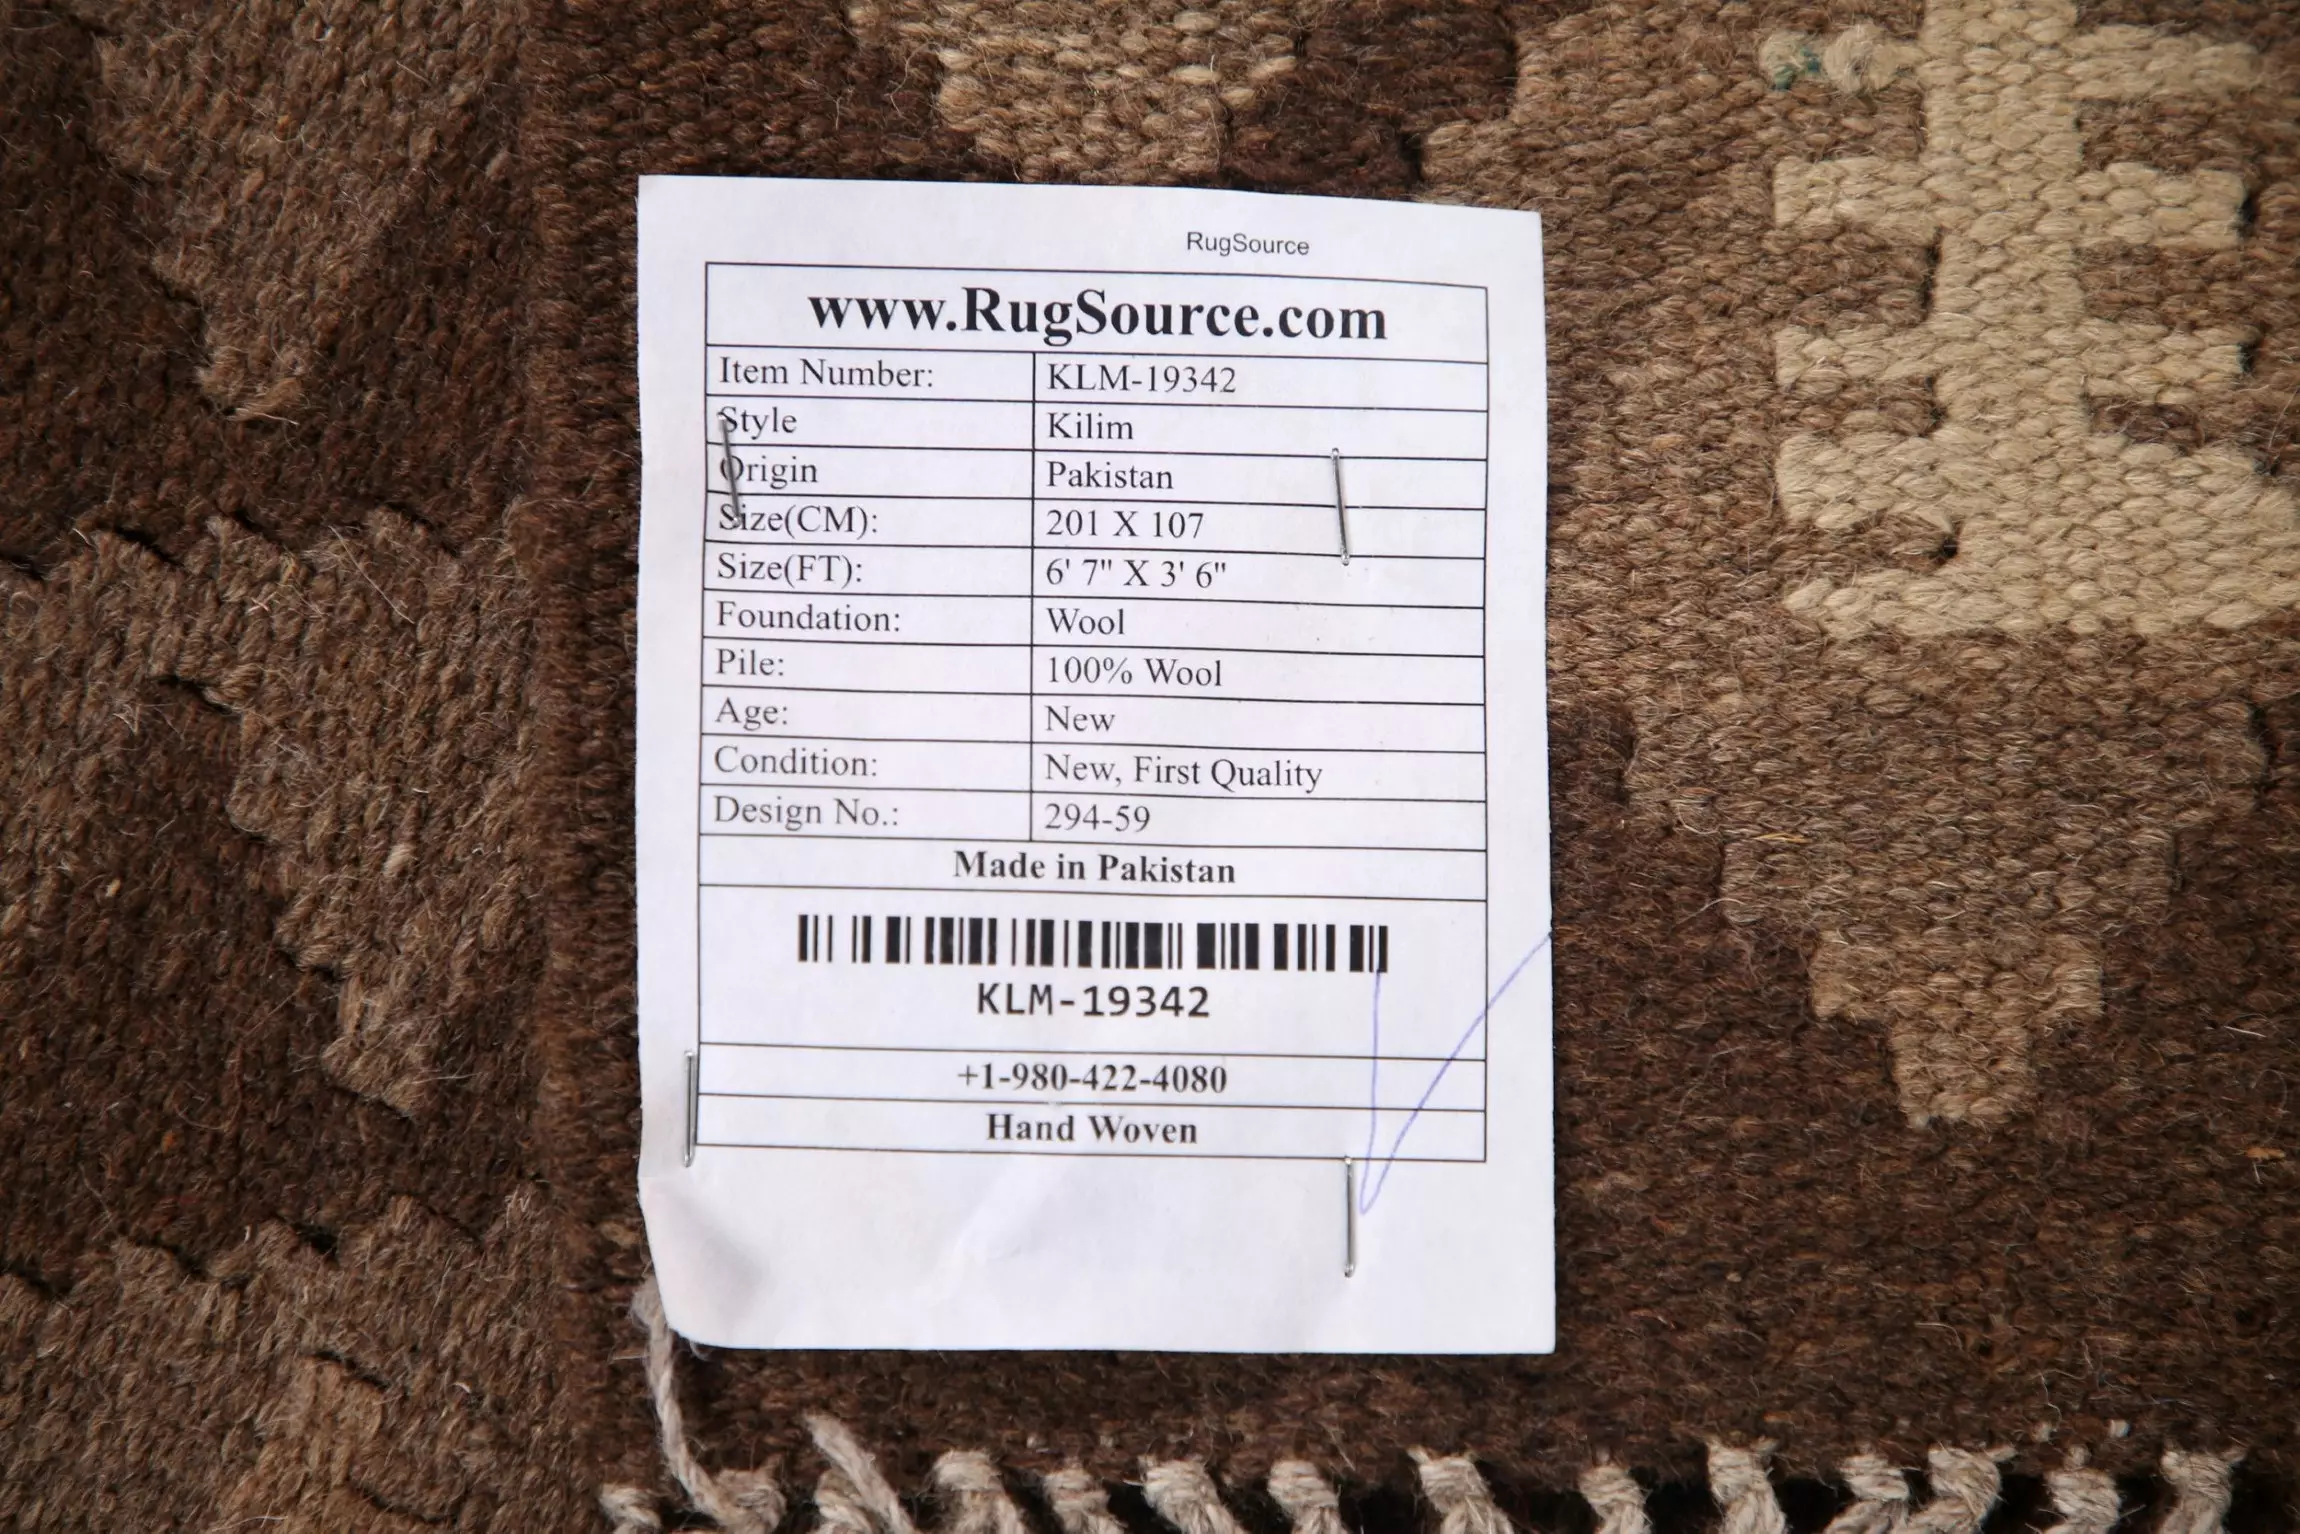 RugSource
www.RugSource.com
Item Number: KLM-19342
Style Kilim
Origin Pakistan
Size(CM): 201 X 107
Size(FT): 6' 7" X 3' 6"
Foundation: Wool
Pile: 100% Wool
Age: New
Condition: New, First Quality
Design No.: 294-59
Made in Pakistan
KLM-19342
+1-980-422-4080
Hand Woven